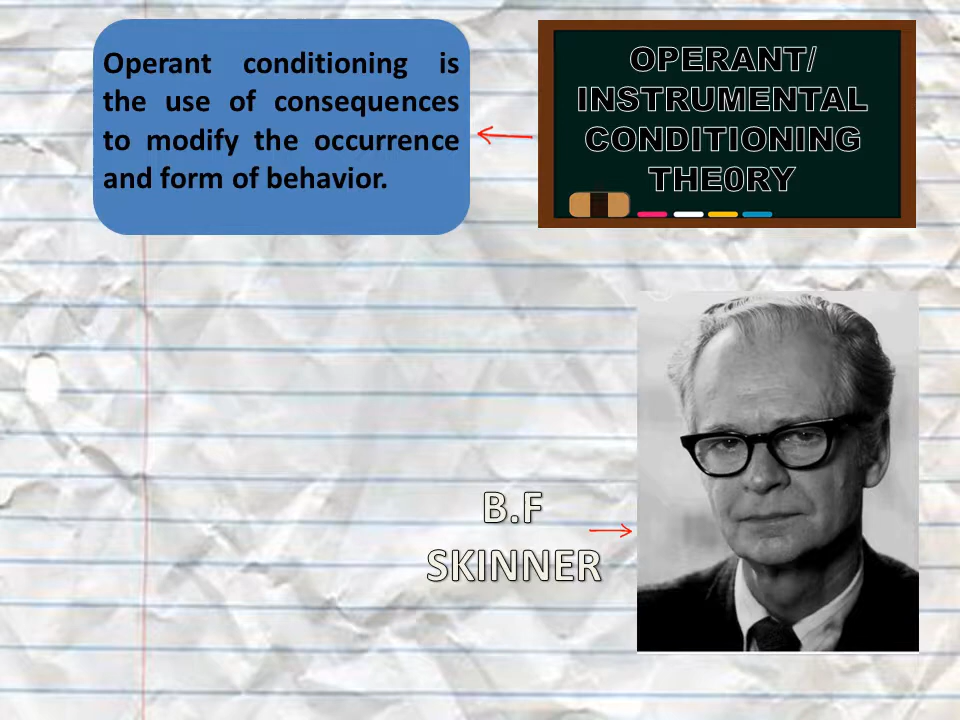 Operant conditioning is
the use of consequences
to modify the occurrence
and form of behavior.
OPERANT/
INSTRUMENTAL
CONDITIONING
THE0RY
B.F
SKINNER